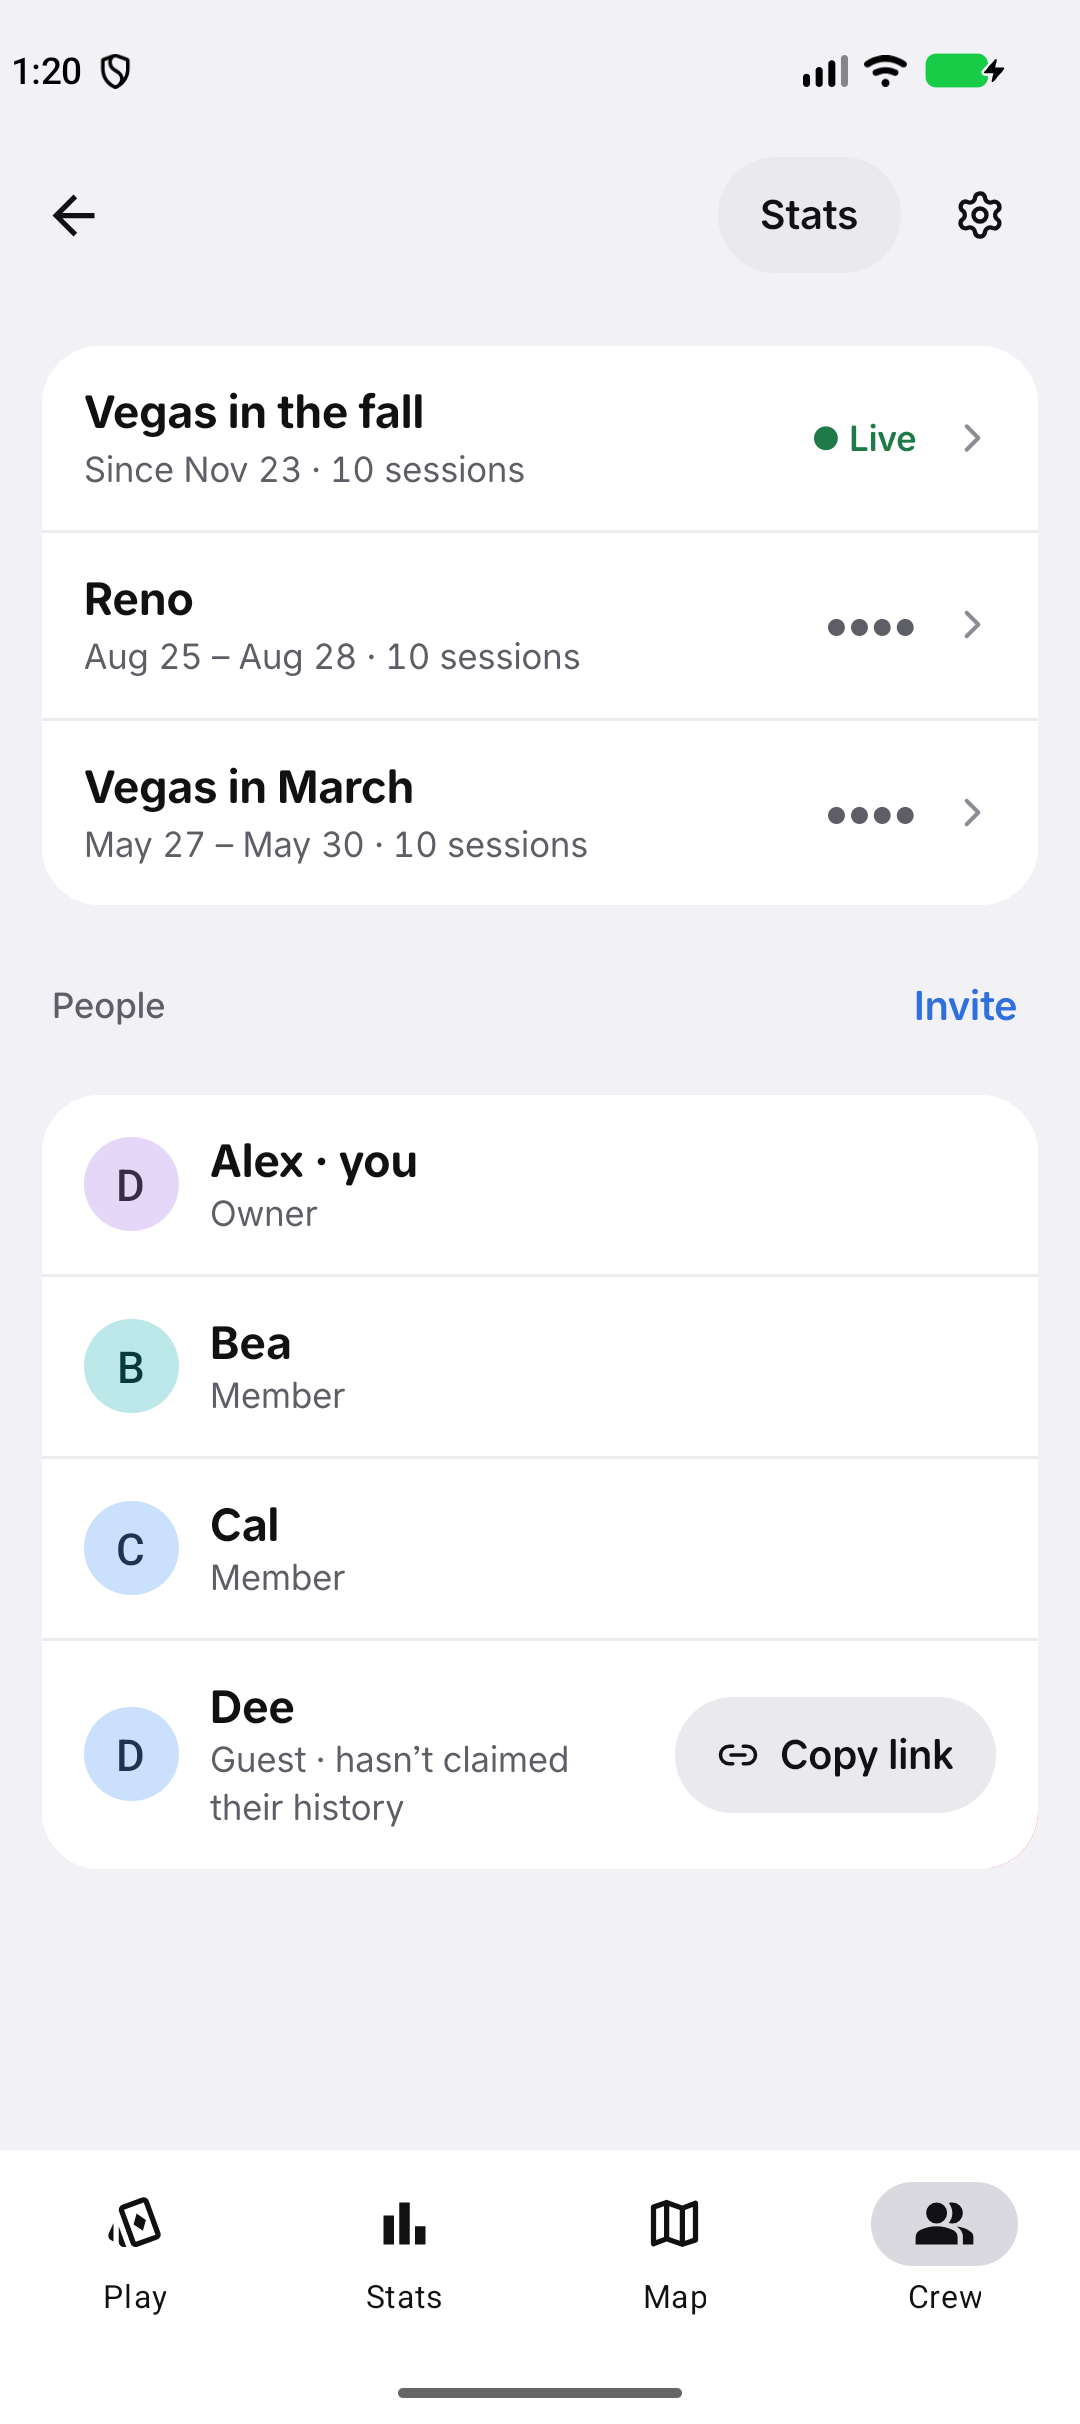 1:20
Stats
Vegas in the fall
Since Nov 23 · 10 sessions
Live
Reno
Aug 25 – Aug 28 · 10 sessions
••••
Vegas in March
May 27 – May 30 · 10 sessions
••••
People
Invite
D
Alex · you
Owner
B
Bea
Member
C
Cal
Member
D
Dee
Guest · hasn’t claimed
their history
Copy link
Play
Stats
Map
Crew